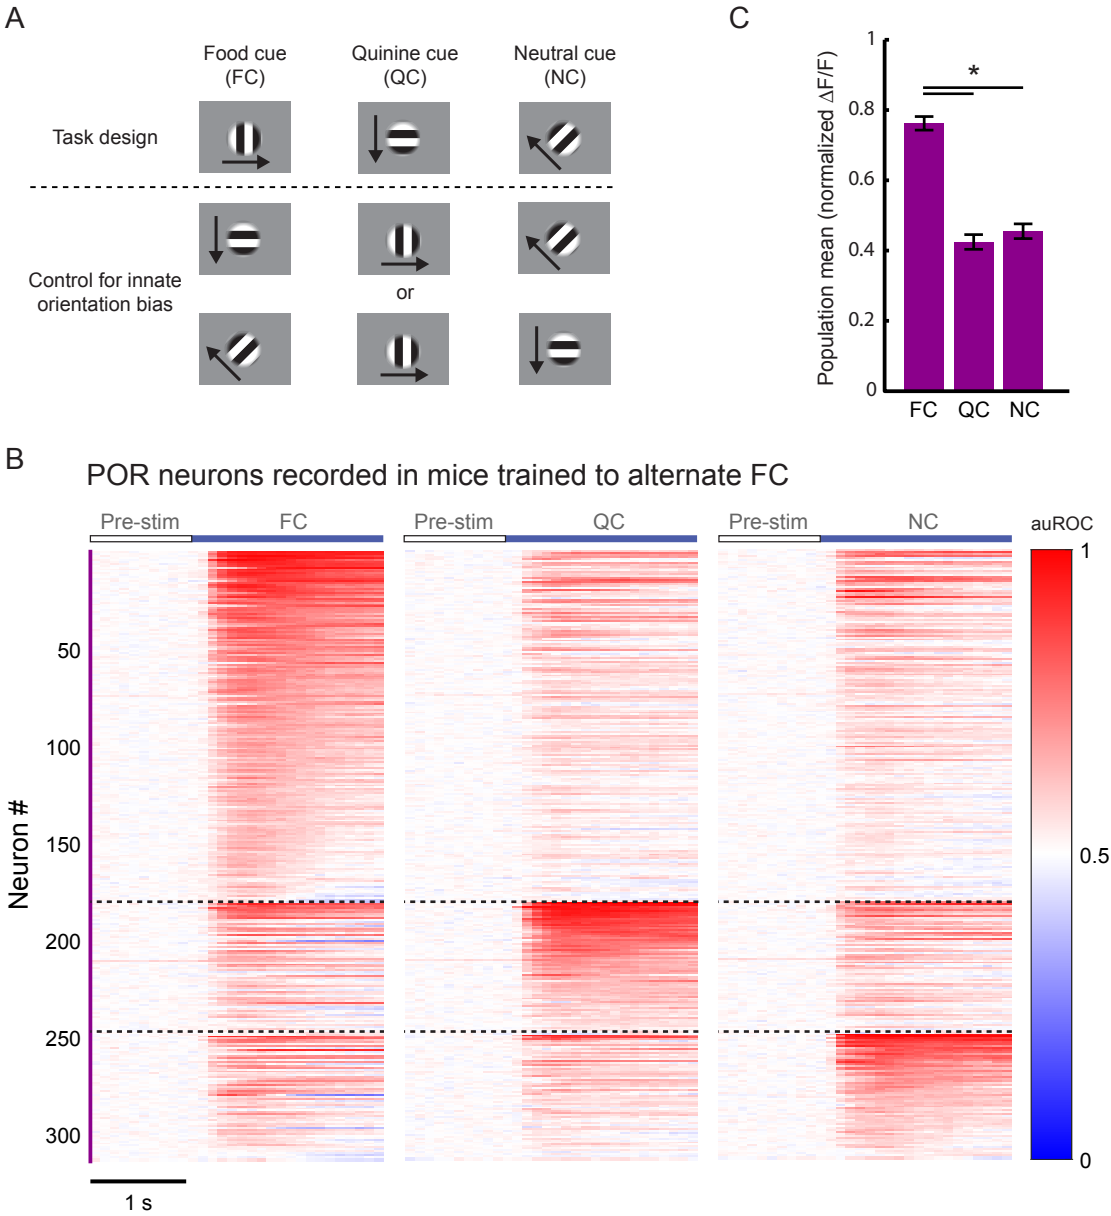 A
Food cue
(FC)
Quinine cue
(QC)
Neutral cue
(NC)
Task design
Control for innate
orientation bias
or
C
Population mean (normalized ΔF/F)
1
0.8
0.6
0.4
0.2
0
*
FC
QC
NC
B
POR neurons recorded in mice trained to alternate FC
Pre-stim
FC
Pre-stim
QC
Pre-stim
NC
auROC
1
0.5
0
Neuron #
50
100
150
200
250
300
1 s